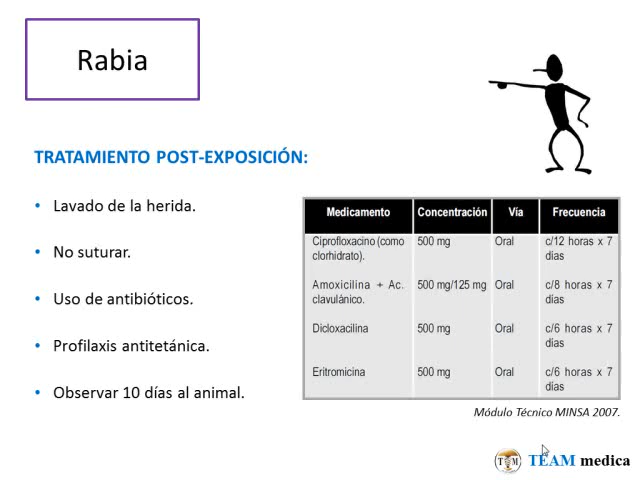 Rabia
TRATAMIENTO POST-EXPOSICIÓN:
• Lavado de la herida.
• No suturar.
• Uso de antibióticos.
• Profilaxis antitetánica.
• Observar 10 días al animal.
Medicamento Concentración Vía Frecuencia
Ciprofloxacino (como 500 mg Oral c/12 horas x 7
clorhidrato). días
Amoxicilina + Ac. 500 mg/125 mg Oral c/8 horas x 7
clavulánico. días
Dicloxacilina 500 mg Oral c/6 horas x 7
días
Eritromicina 500 mg Oral c/6 horas x 7
días
Módulo Técnico MINSA 2007.
TM TEAM medica